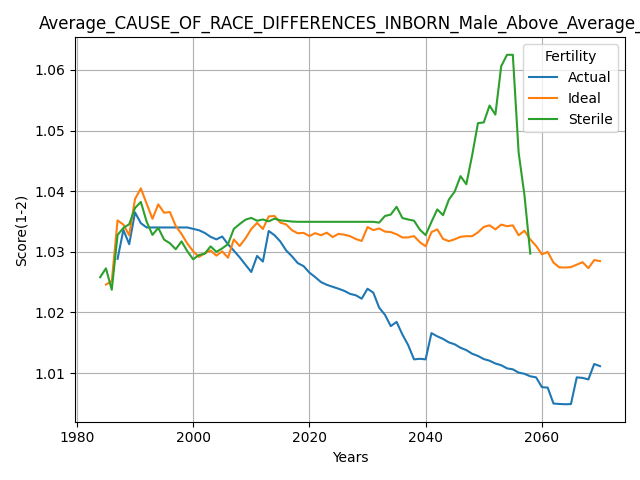 Average_CAUSE_OF_RACE_DIFFERENCES_INBORN_Male_Above_Average_
1.06
1.05
1.04
1.03
1.02
1.01
Score(1-2)
Fertility
Actual
Ideal
Sterile
1980
2000
2020
2040
2060
Years